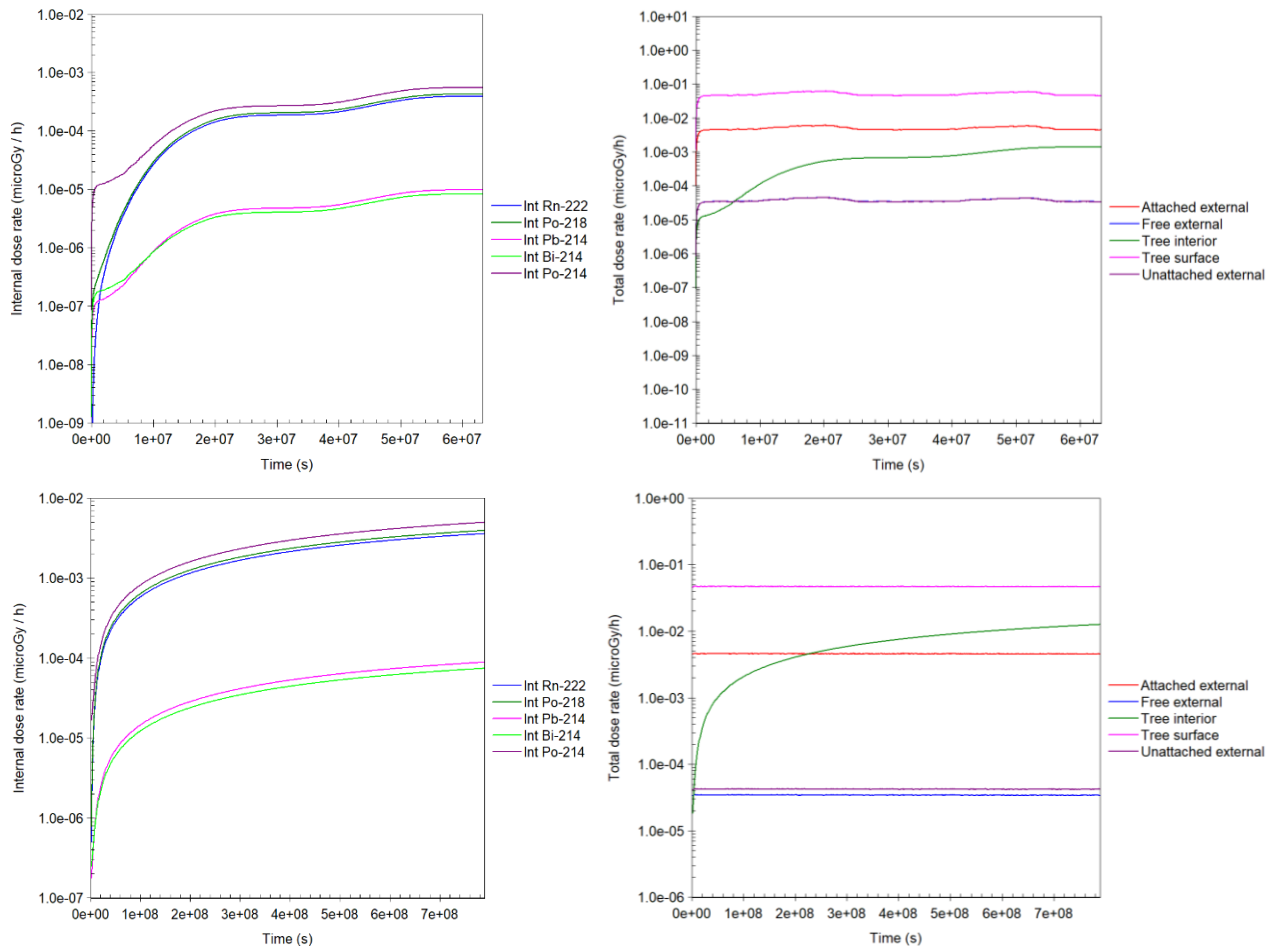 1.0e-02
1.0e-03
1.0e-04
1.0e-05
1.0e-06
1.0e-07
1.0e-08
1.0e-09
Internal dose rate (microGy / h)
0e+00 1e+07 2e+07 3e+07 4e+07 5e+07 6e+07
Time (s)
Int Rn-222
Int Po-218
Int Pb-214
Int Bi-214
Int Po-214
1.0e+01
1.0e+00
1.0e-01
1.0e-02
1.0e-03
1.0e-04
1.0e-05
1.0e-06
1.0e-07
1.0e-08
1.0e-09
1.0e-10
1.0e-11
Total dose rate (microGy/h)
0e+00 1e+07 2e+07 3e+07 4e+07 5e+07 6e+07
Time (s)
Attached external
Free external
Tree interior
Tree surface
Unattached external
1.0e-02
1.0e-03
1.0e-04
1.0e-05
1.0e-06
1.0e-07
Internal dose rate (microGy / h)
0e+00 1e+08 2e+08 3e+08 4e+08 5e+08 6e+08 7e+08
Time (s)
Int Rn-222
Int Po-218
Int Pb-214
Int Bi-214
Int Po-214
1.0e+00
1.0e-01
1.0e-02
1.0e-03
1.0e-04
1.0e-05
1.0e-06
Total dose rate (microGy/h)
0e+00 1e+08 2e+08 3e+08 4e+08 5e+08 6e+08 7e+08
Time (s)
Attached external
Free external
Tree interior
Tree surface
Unattached external